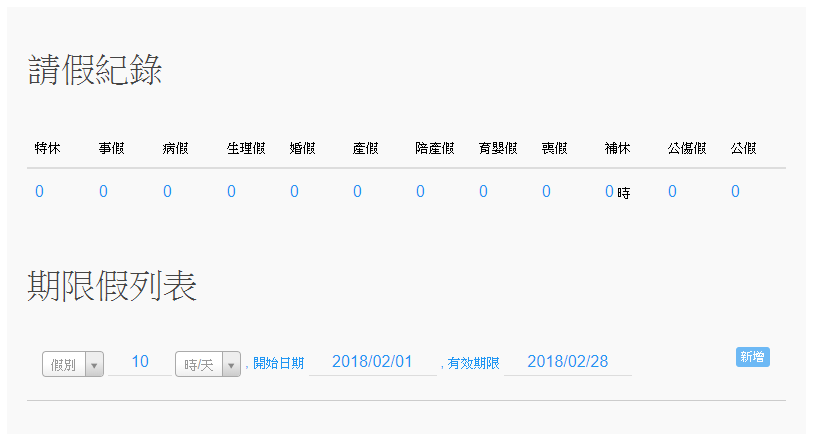 請假紀錄
特休 事假 病假 生理假 婚假 產假 陪產假 育嬰假 喪假 補休 公傷假 公假
0 0 0 0 0 0 0 0 0 0 時 0 0
期限假列表
假別 10 時/天 , 開始日期 2018/02/01 , 有效期限 2018/02/28 新增